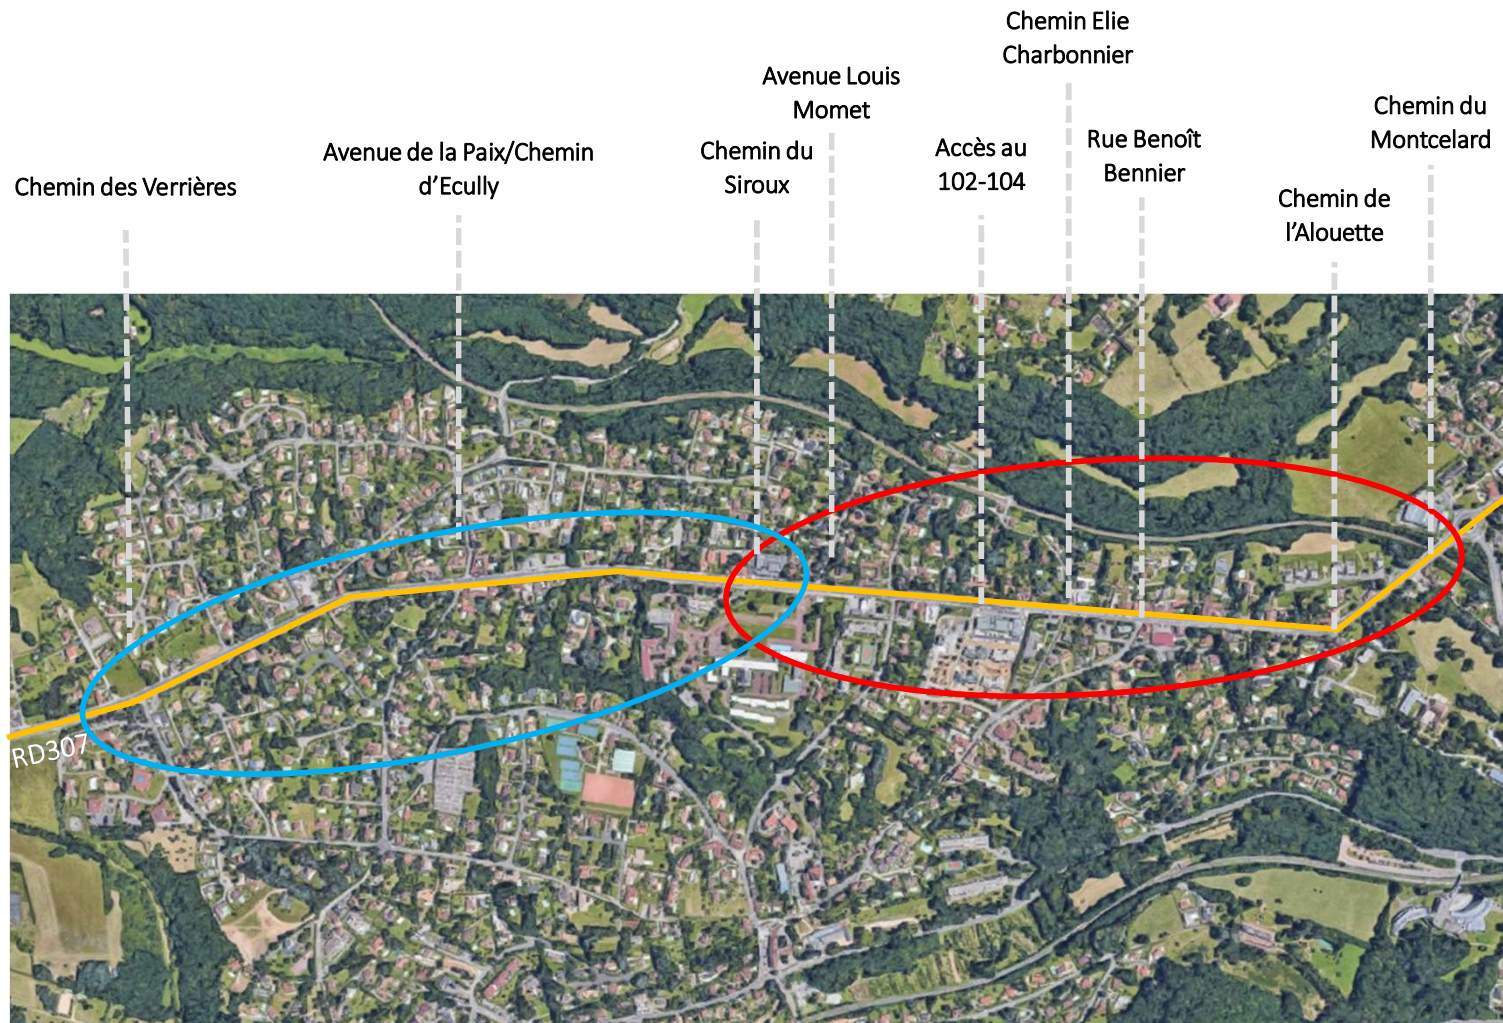 Chemin des Verrières
Avenue de la Paix/Chemin
d’Ecully
Chemin du
Siroux
Avenue Louis
Momet
Accès au
102-104
Chemin Elie
Charbonnier
Rue Benoît
Bennier
Chemin de
l’Alouette
Chemin du
Montcelard
RD307